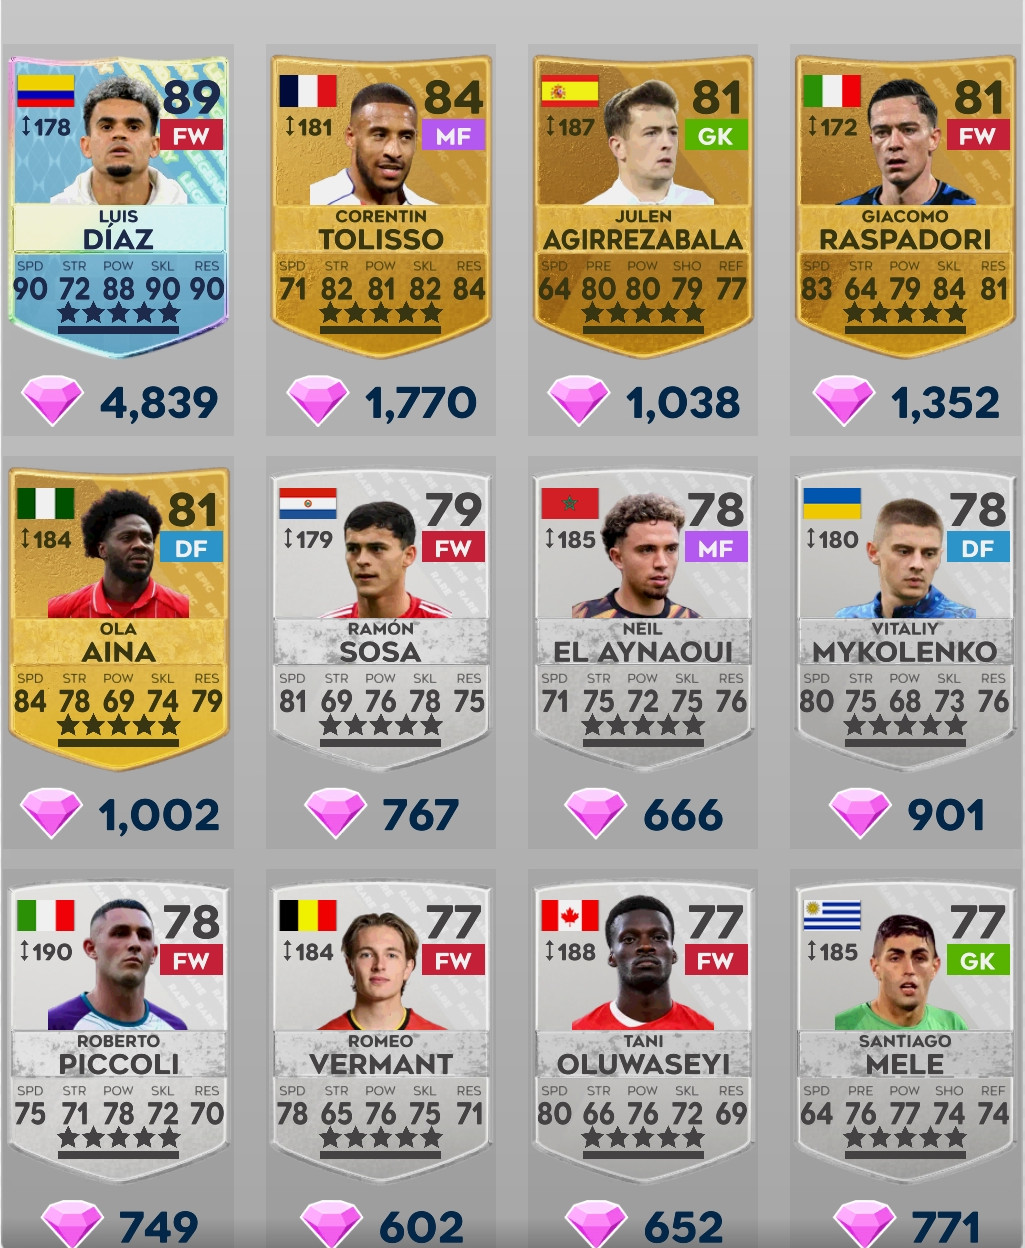 89
178
FW
LUIS
DÍAZ
SPD STR POW SKL RES
90 72 88 90 90
4,839
84
181
MF
CORENTIN
TOLISSO
SPD STR POW SKL RES
71 82 81 82 84
1,770
81
187
GK
JULEN
AGIRREZABALA
SPD PRE POW SHO REF
64 80 80 79 77
1,038
81
172
FW
GIACOMO
RASPADORI
SPD STR POW SKL RES
83 64 79 84 81
1,352
81
184
DF
OLA
AINA
SPD STR POW SKL RES
84 78 69 74 79
1,002
79
179
FW
RAMÓN
SOSA
SPD STR POW SKL RES
81 69 76 78 75
767
78
185
MF
NEIL
EL AYNAOUI
SPD STR POW SKL RES
71 75 72 75 76
666
78
180
DF
VITALIY
MYKOLENKO
SPD STR POW SKL RES
80 75 68 73 76
901
78
190
FW
ROBERTO
PICCOLI
SPD STR POW SKL RES
75 71 78 72 70
749
77
184
FW
ROMEO
VERMANT
SPD STR POW SKL RES
78 65 76 75 71
602
77
188
FW
TANI
OLUWASEYI
SPD STR POW SKL RES
80 66 76 72 69
652
77
185
GK
SANTIAGO
MELE
SPD PRE POW SHO REF
64 76 77 74 74
771